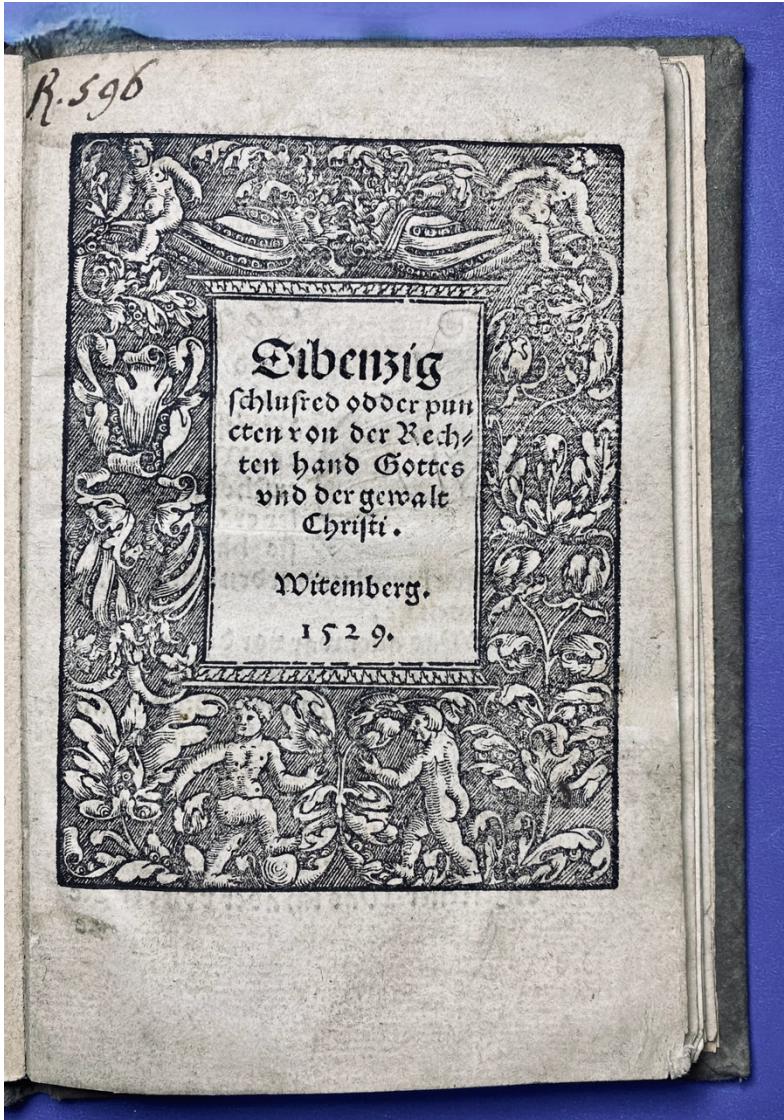 R. 596
Sibenzig
schlusred odder pun
cten von der Rech⸗
ten hand Gottes
vnd der gewalt
Christi.
Witemberg.
1529.